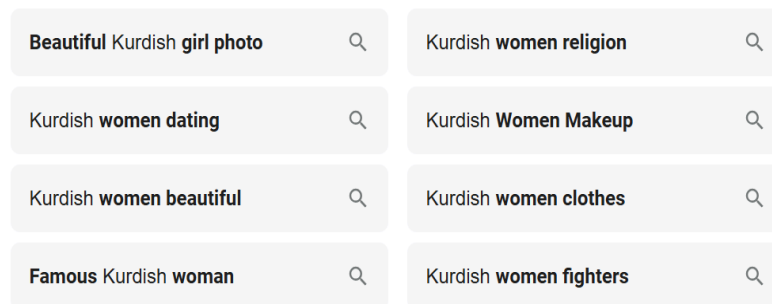 Beautiful Kurdish girl photo
Kurdish women religion
Kurdish women dating
Kurdish Women Makeup
Kurdish women beautiful
Kurdish women clothes
Famous Kurdish woman
Kurdish women fighters